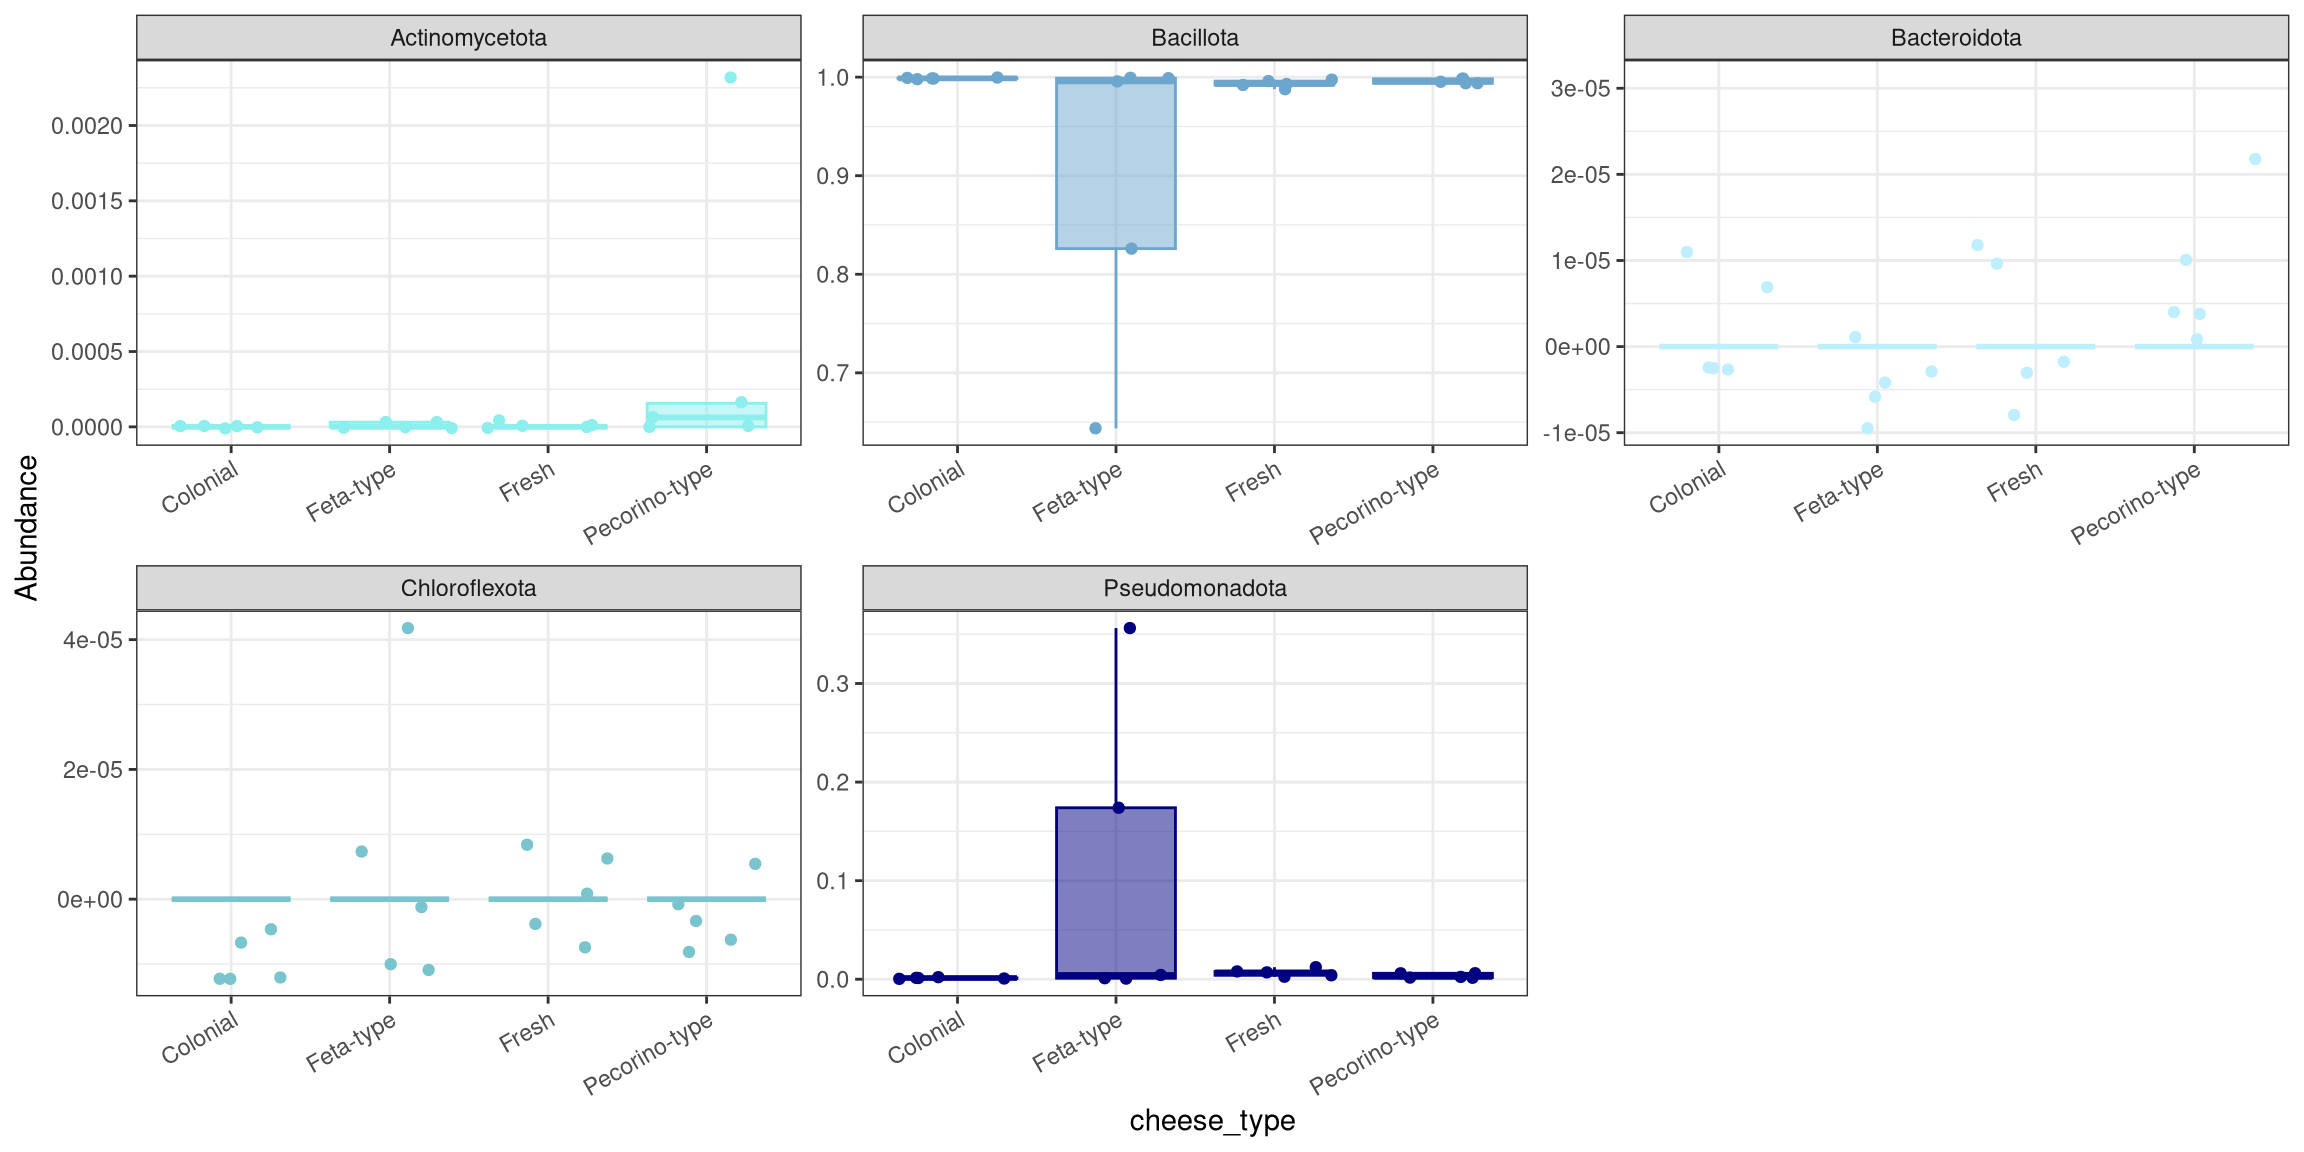 Abundance
Actinomycetota
0.0020
0.0015
0.0010
0.0005
0.0000
Colonial
Feta-type
Fresh
Pecorino-type
Bacillota
1.0
0.9
0.8
0.7
Colonial
Feta-type
Fresh
Pecorino-type
Bacteroidota
3e-05
2e-05
1e-05
0e+00
-1e-05
Colonial
Feta-type
Fresh
Pecorino-type
Chloroflexota
4e-05
2e-05
0e+00
Colonial
Feta-type
Fresh
Pecorino-type
Pseudomonadota
0.3
0.2
0.1
0.0
Colonial
Feta-type
Fresh
Pecorino-type
cheese_type